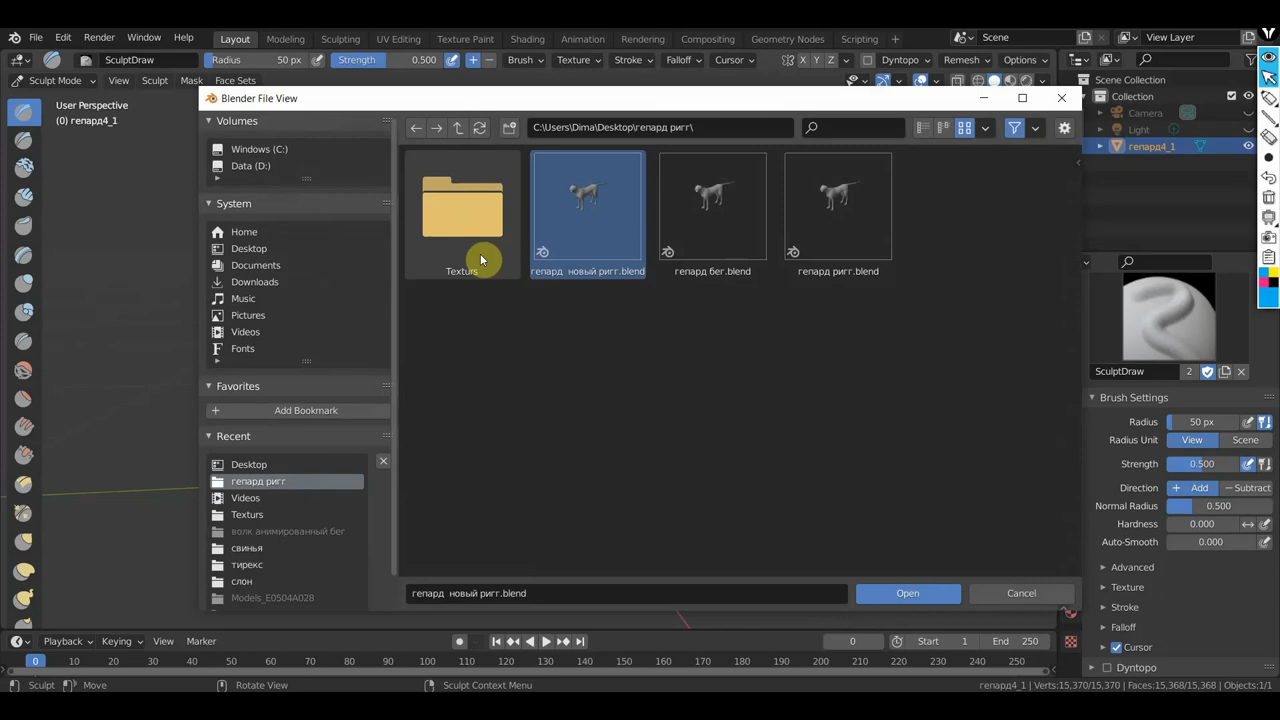 File Edit Render Window Help Layout Modeling Sculpting UV Editing Texture Paint Shading Animation Rendering Compositing Geometry Nodes Scripting + Scene View Layer
SculptDraw Radius 50 px Strength 0.500 Brush Texture Stroke Falloff Cursor X Y Z Dyntopo Remesh Options
Sculpt Mode View Sculpt Mask Face Sets
Scene Collection
User Perspective
(0) гепард4_1
Blender File View
Collection
Camera
Light
гепард4_1
Volumes
C:\Users\Dima\Desktop\гепард ригг\
Windows (C:)
Data (D:)
System
Home
Desktop
Documents
Downloads
Music
Pictures
Videos
Fonts
Texturs
гепард новый ригг.blend
гепард бег.blend
гепард ригг.blend
Favorites
Add Bookmark
Recent
Desktop
гепард ригг
Videos
Texturs
волк анимированный бег
свинья
тирекс
слон
Models_E0504A028
гепард новый ригг.blend
Open
Cancel
SculptDraw 2
Brush Settings
Radius 50 px
Radius Unit View Scene
Strength 0.500
Direction + Add Subtract
Normal Radius 0.500
Hardness 0.000
Auto-Smooth 0.000
Advanced
Texture
Stroke
Falloff
Cursor
Dyntopo
Playback Keying View Marker 0 Start 1 End 250
0 10 20 30 40 50 60 70 80 90 100 110 120 130 140 150 160 170 180 190 200 210 220 230 240 250
Sculpt Move Rotate View Sculpt Context Menu гепард4_1 | Verts:15,370/15,370 | Faces:15,368/15,368 | Objects:1/1